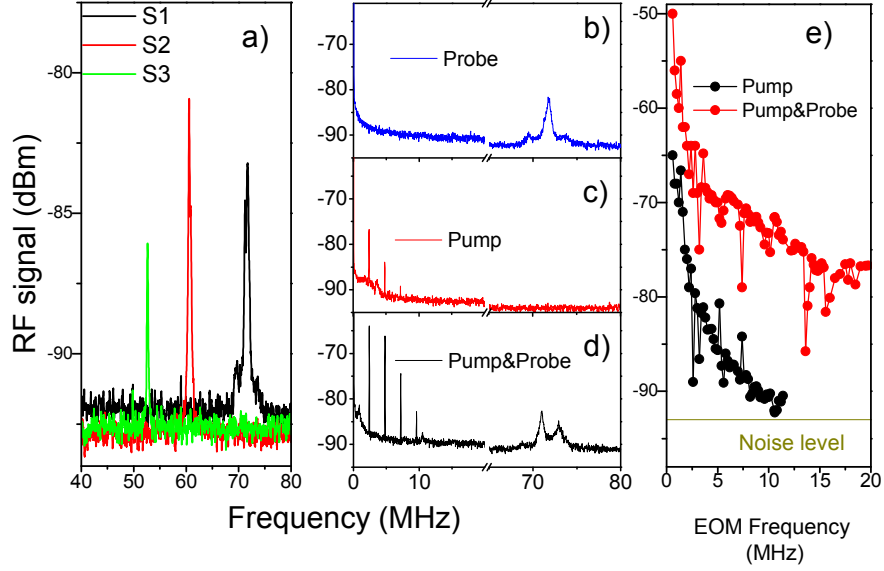 S1
S2
S3
a)
-80
-85
-90
RF signal (dBm)
40 50 60 70 80
b)
Probe
-70
-80
-90
c)
Pump
-70
-80
-90
d)
Pump&Probe
-70
-80
-90
0 10 70 80
Frequency (MHz)
e)
Pump
Pump&Probe
-50
-60
-70
-80
-90
Noise level
0 5 10 15 20
EOM Frequency
(MHz)